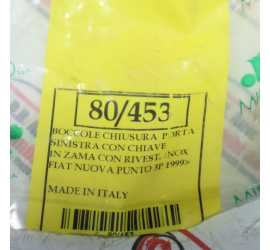 80/453
BOCCOLE CHIUSURA PORTA
SINISTRA CON CHIAVE
IN ZAMA CON RIVEST. INOX
FIAT NUOVA PUNTO 3P 1999>
MADE IN ITALY